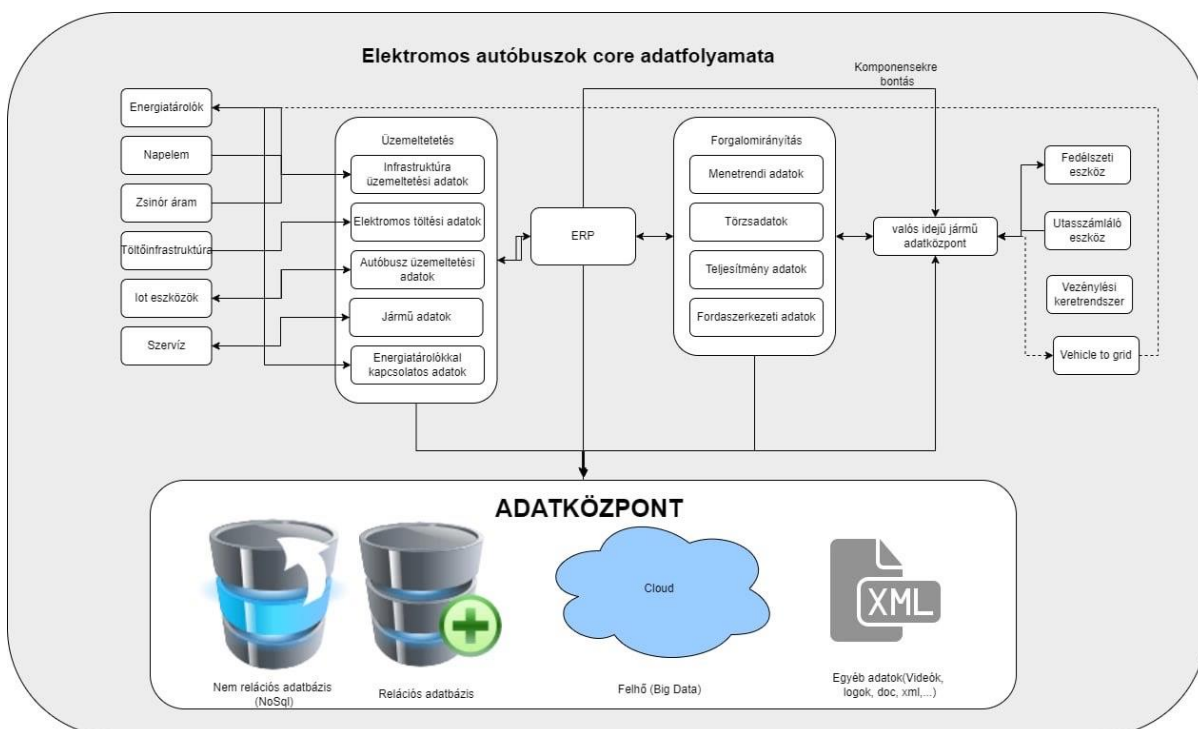 Elektromos autóbuszok core adatfolyamata
Komponensekre
bontás
Energiatárolók
Napelem
Zsinór áram
Töltőinfrastruktúra
Iot eszközök
Szervíz
Üzemeltetetés
Infrastruktúra
üzemeltetési adatok
Elektromos töltési adatok
Autóbusz üzemeltetési
adatok
Jármű adatok
Energiatárolókkal
kapcsolatos adatok
ERP
Forgalomirányítás
Menetrendi adatok
Törzsadatok
Teljesítmény adatok
Fordaszerkezeti adatok
valós idejű jármű
adatközpont
Fedélszeti
eszköz
Utasszámláló
eszköz
Vezénylési
keretrendszer
Vehicle to grid
ADATKÖZPONT
Nem relációs adatbázis
(NoSql)
Relációs adatbázis
Cloud
Felhő (Big Data)
XML
Egyéb adatok(Videók,
logok, doc, xml,...)